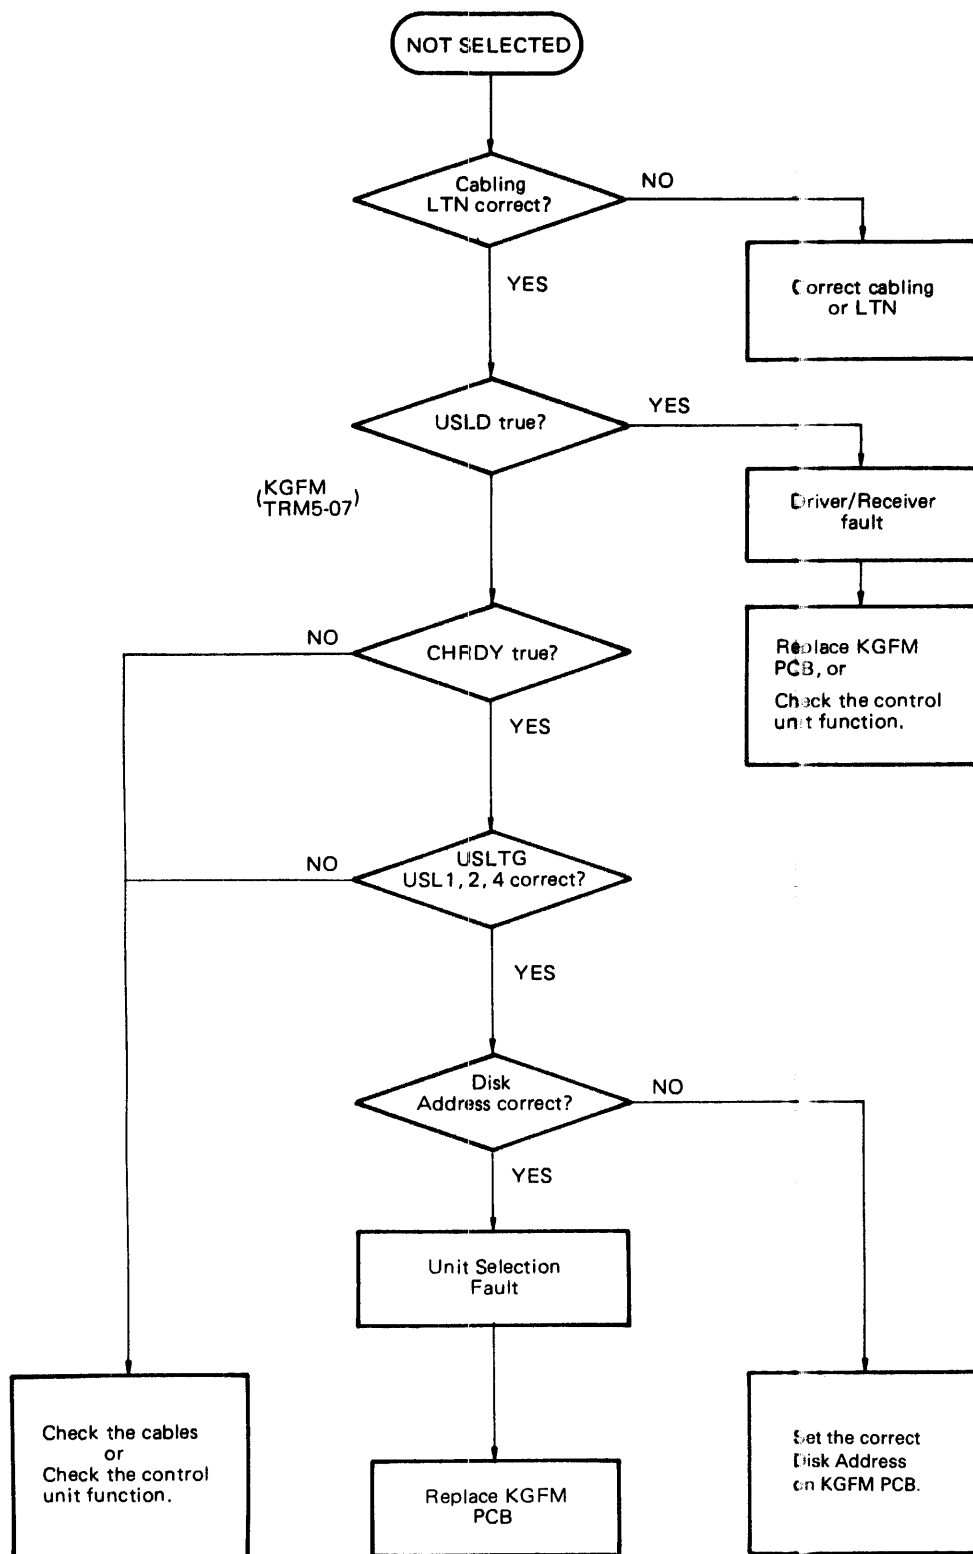 NOT SELECTED
Cabling
LTN correct?
NO
YES
Correct cabling
or LTN
USLD true?
YES
(KGFM
TRM5-07)
Driver/Receiver
fault
Replace KGFM
PCB, or
Check the control
unit function.
CHRDY true?
NO
YES
USLTG
USL1, 2, 4 correct?
NO
YES
Disk
Address correct?
NO
YES
Unit Selection
Fault
Check the cables
or
Check the control
unit function.
Replace KGFM
PCB
Set the correct
Disk Address
on KGFM PCB.